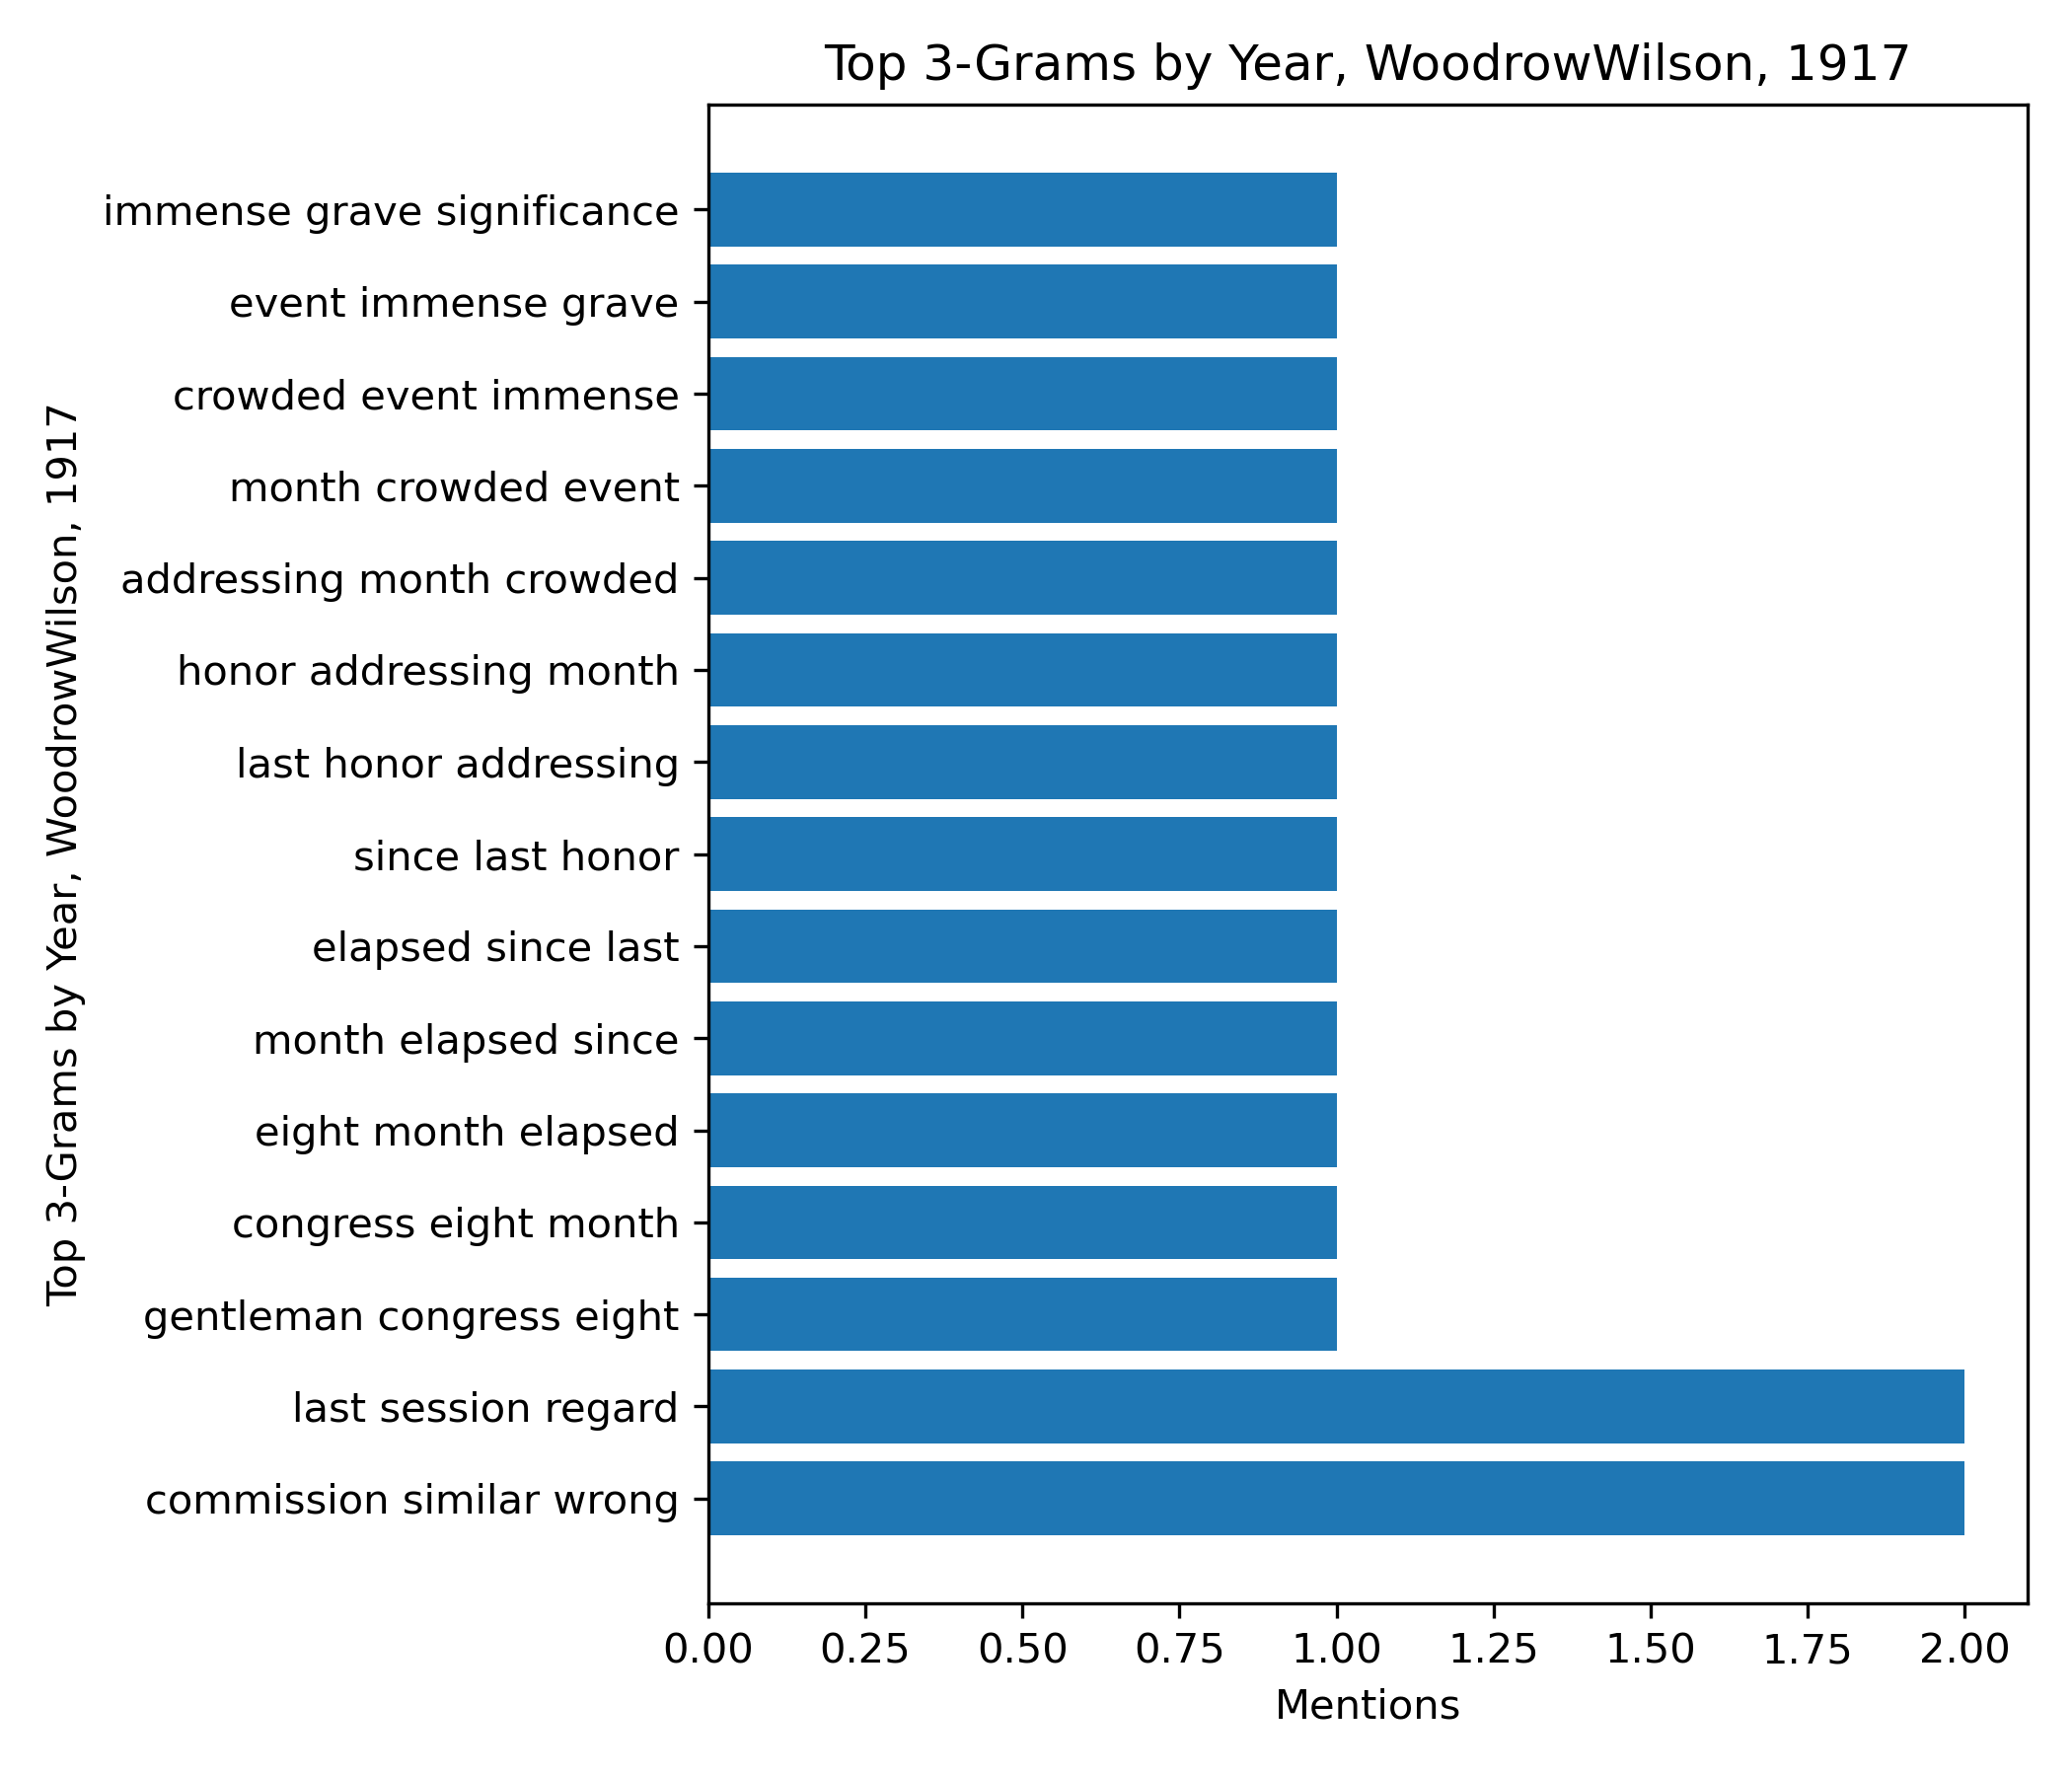 Top 3-Grams by Year, WoodrowWilson, 1917
Top 3-Grams by Year, WoodrowWilson, 1917
immense grave significance
event immense grave
crowded event immense
month crowded event
addressing month crowded
honor addressing month
last honor addressing
since last honor
elapsed since last
month elapsed since
eight month elapsed
congress eight month
gentleman congress eight
last session regard
commission similar wrong
0.00 0.25 0.50 0.75 1.00 1.25 1.50 1.75 2.00
Mentions